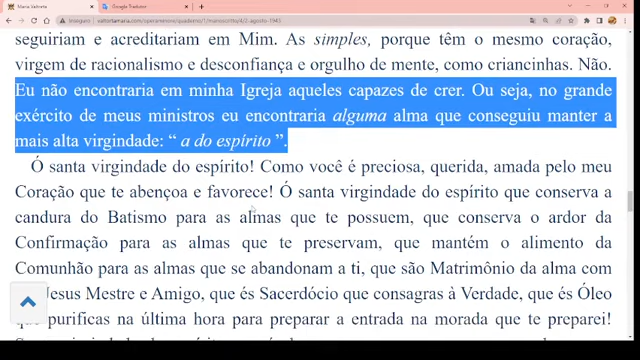 Maria Valtorta
Google Tradutor
valtortamaria.com/operaminore/quaderno/1/manoscritto/4/2-agosto-1943
seguiriam e acreditariam em Mim. As simples, porque têm o mesmo coração,
virgem de racionalismo e desconfiança e orgulho de mente, como criancinhas. Não.
Eu não encontraria em minha Igreja aqueles capazes de crer. Ou seja, no grande
exército de meus ministros eu encontraria alguma alma que conseguiu manter a
mais alta virgindade: “ a do espírito ”.
Ó santa virgindade do espírito! Como você é preciosa, querida, amada pelo meu
Coração que te abençoa e favorece! Ó santa virgindade do espírito que conserva a
candura do Batismo para as almas que te possuem, que conserva o ardor da
Confirmação para as almas que te preservam, que mantém o alimento da
Comunhão para as almas que se abandonam a ti, que são Matrimônio da alma com
Jesus Mestre e Amigo, que és Sacerdócio que consagras à Verdade, que és Óleo
que purificas na última hora para preparar a entrada na morada que te preparei!